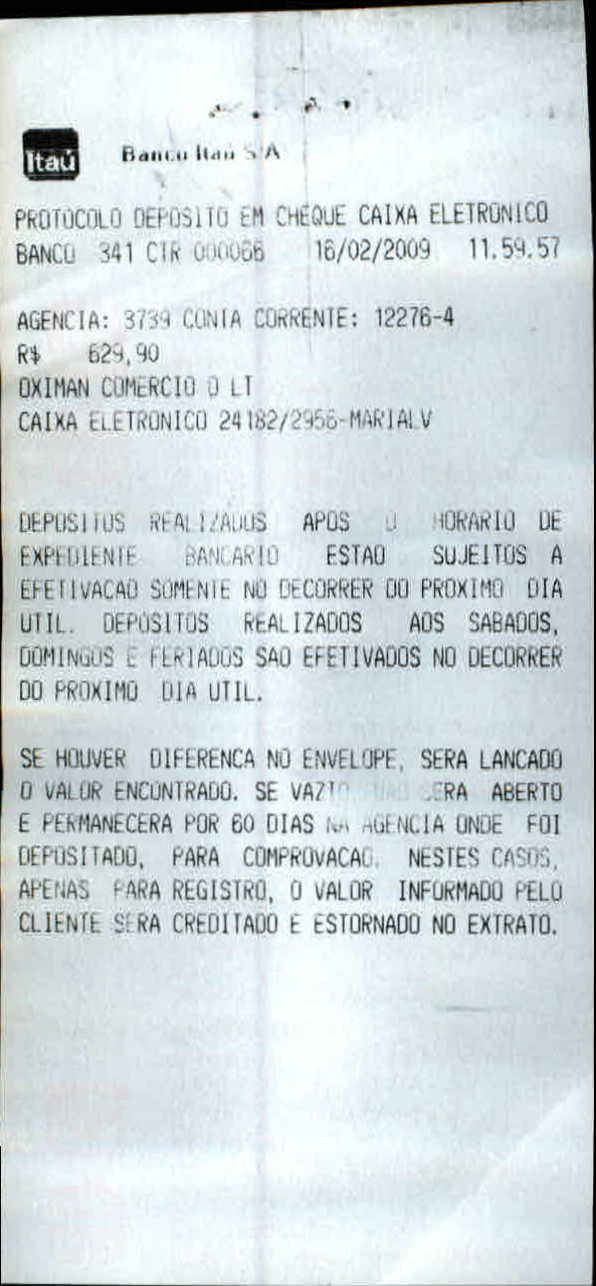 Itaú
Banco Itaú S/A
PROTOCOLO DEPOSITO EM CHEQUE CAIXA ELETRONICO
BANCO 341 CTR 000066 16/02/2009 11.59.57
AGENCIA: 3739 CONTA CORRENTE: 12276-4
R$ 629,90
OXIMAN COMERCIO O LT
CAIXA ELETRONICO 24182/2956-MARIALV
DEPOSITOS REALIZADOS APOS O HORARIO DE
EXPEDIENTE BANCARIO ESTAO SUJEITOS A
EFETIVACAO SOMENTE NO DECORRER DO PROXIMO DIA
UTIL. DEPOSITOS REALIZADOS AOS SABADOS,
DOMINGOS E FERIADOS SAO EFETIVADOS NO DECORRER
DO PROXIMO DIA UTIL.
SE HOUVER DIFERENCA NO ENVELOPE, SERA LANCADO
O VALOR ENCONTRADO. SE VAZIO, NAO SERA ABERTO
E PERMANECERA POR 60 DIAS NA AGENCIA ONDE FOI
DEPOSITADO, PARA COMPROVACAO. NESTES CASOS,
APENAS PARA REGISTRO, O VALOR INFORMADO PELO
CLIENTE SERA CREDITADO E ESTORNADO NO EXTRATO.